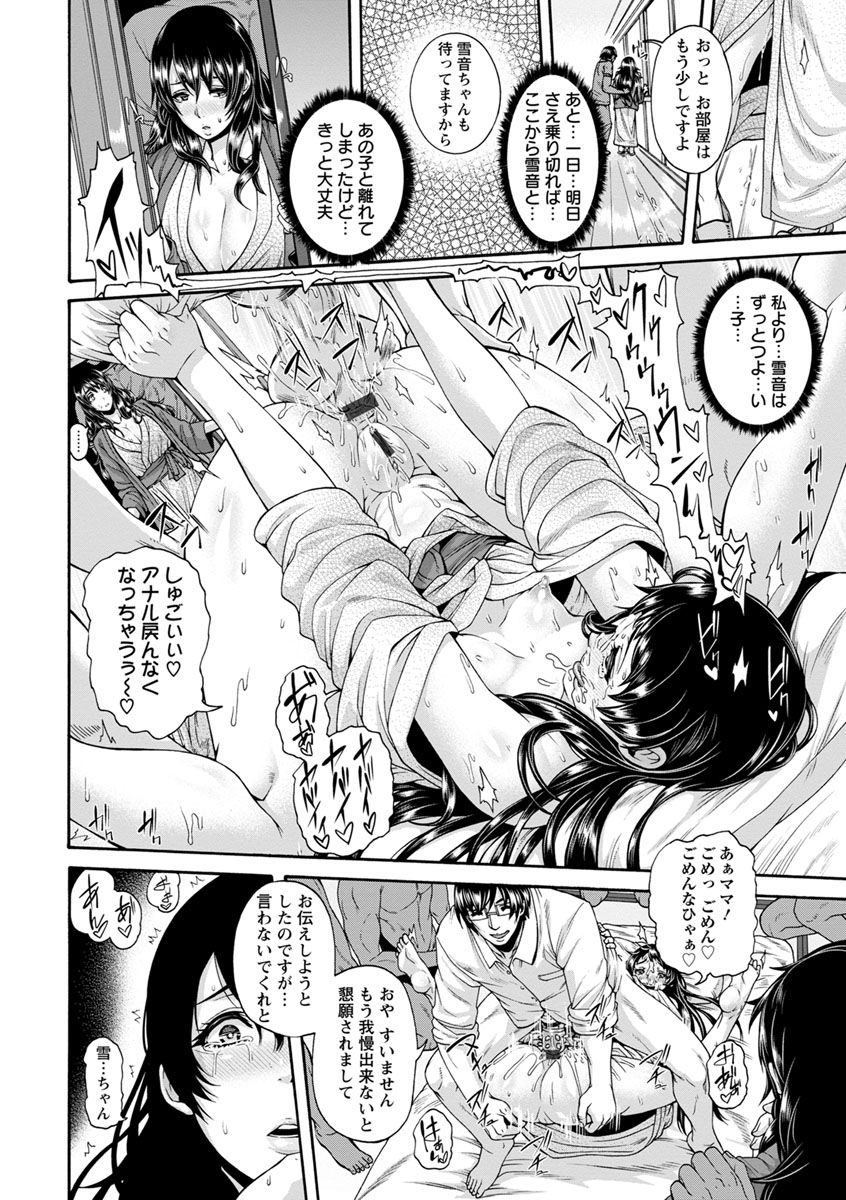 おっと お部屋は
もう少しですよ
あと…一日…明日
さえ乗り切れば…
ここから雪音と…
雪音ちゃんも
待ってますから
あの子と離れて
しまったけど…
きっと大丈夫
私より…雪音は
ずっとつよ…い
…子…
……
しゅごいぃ♡
アナル戻んなく
なっちゃうぅ～♡
あぁママ！
ごめっ ごめん♡
ごめんなひゃぁ♡
おや すいません
もう我慢出来ないと
懇願されまして
お伝えしようと
したのですが…
言わないでくれと
雪…ちゃん